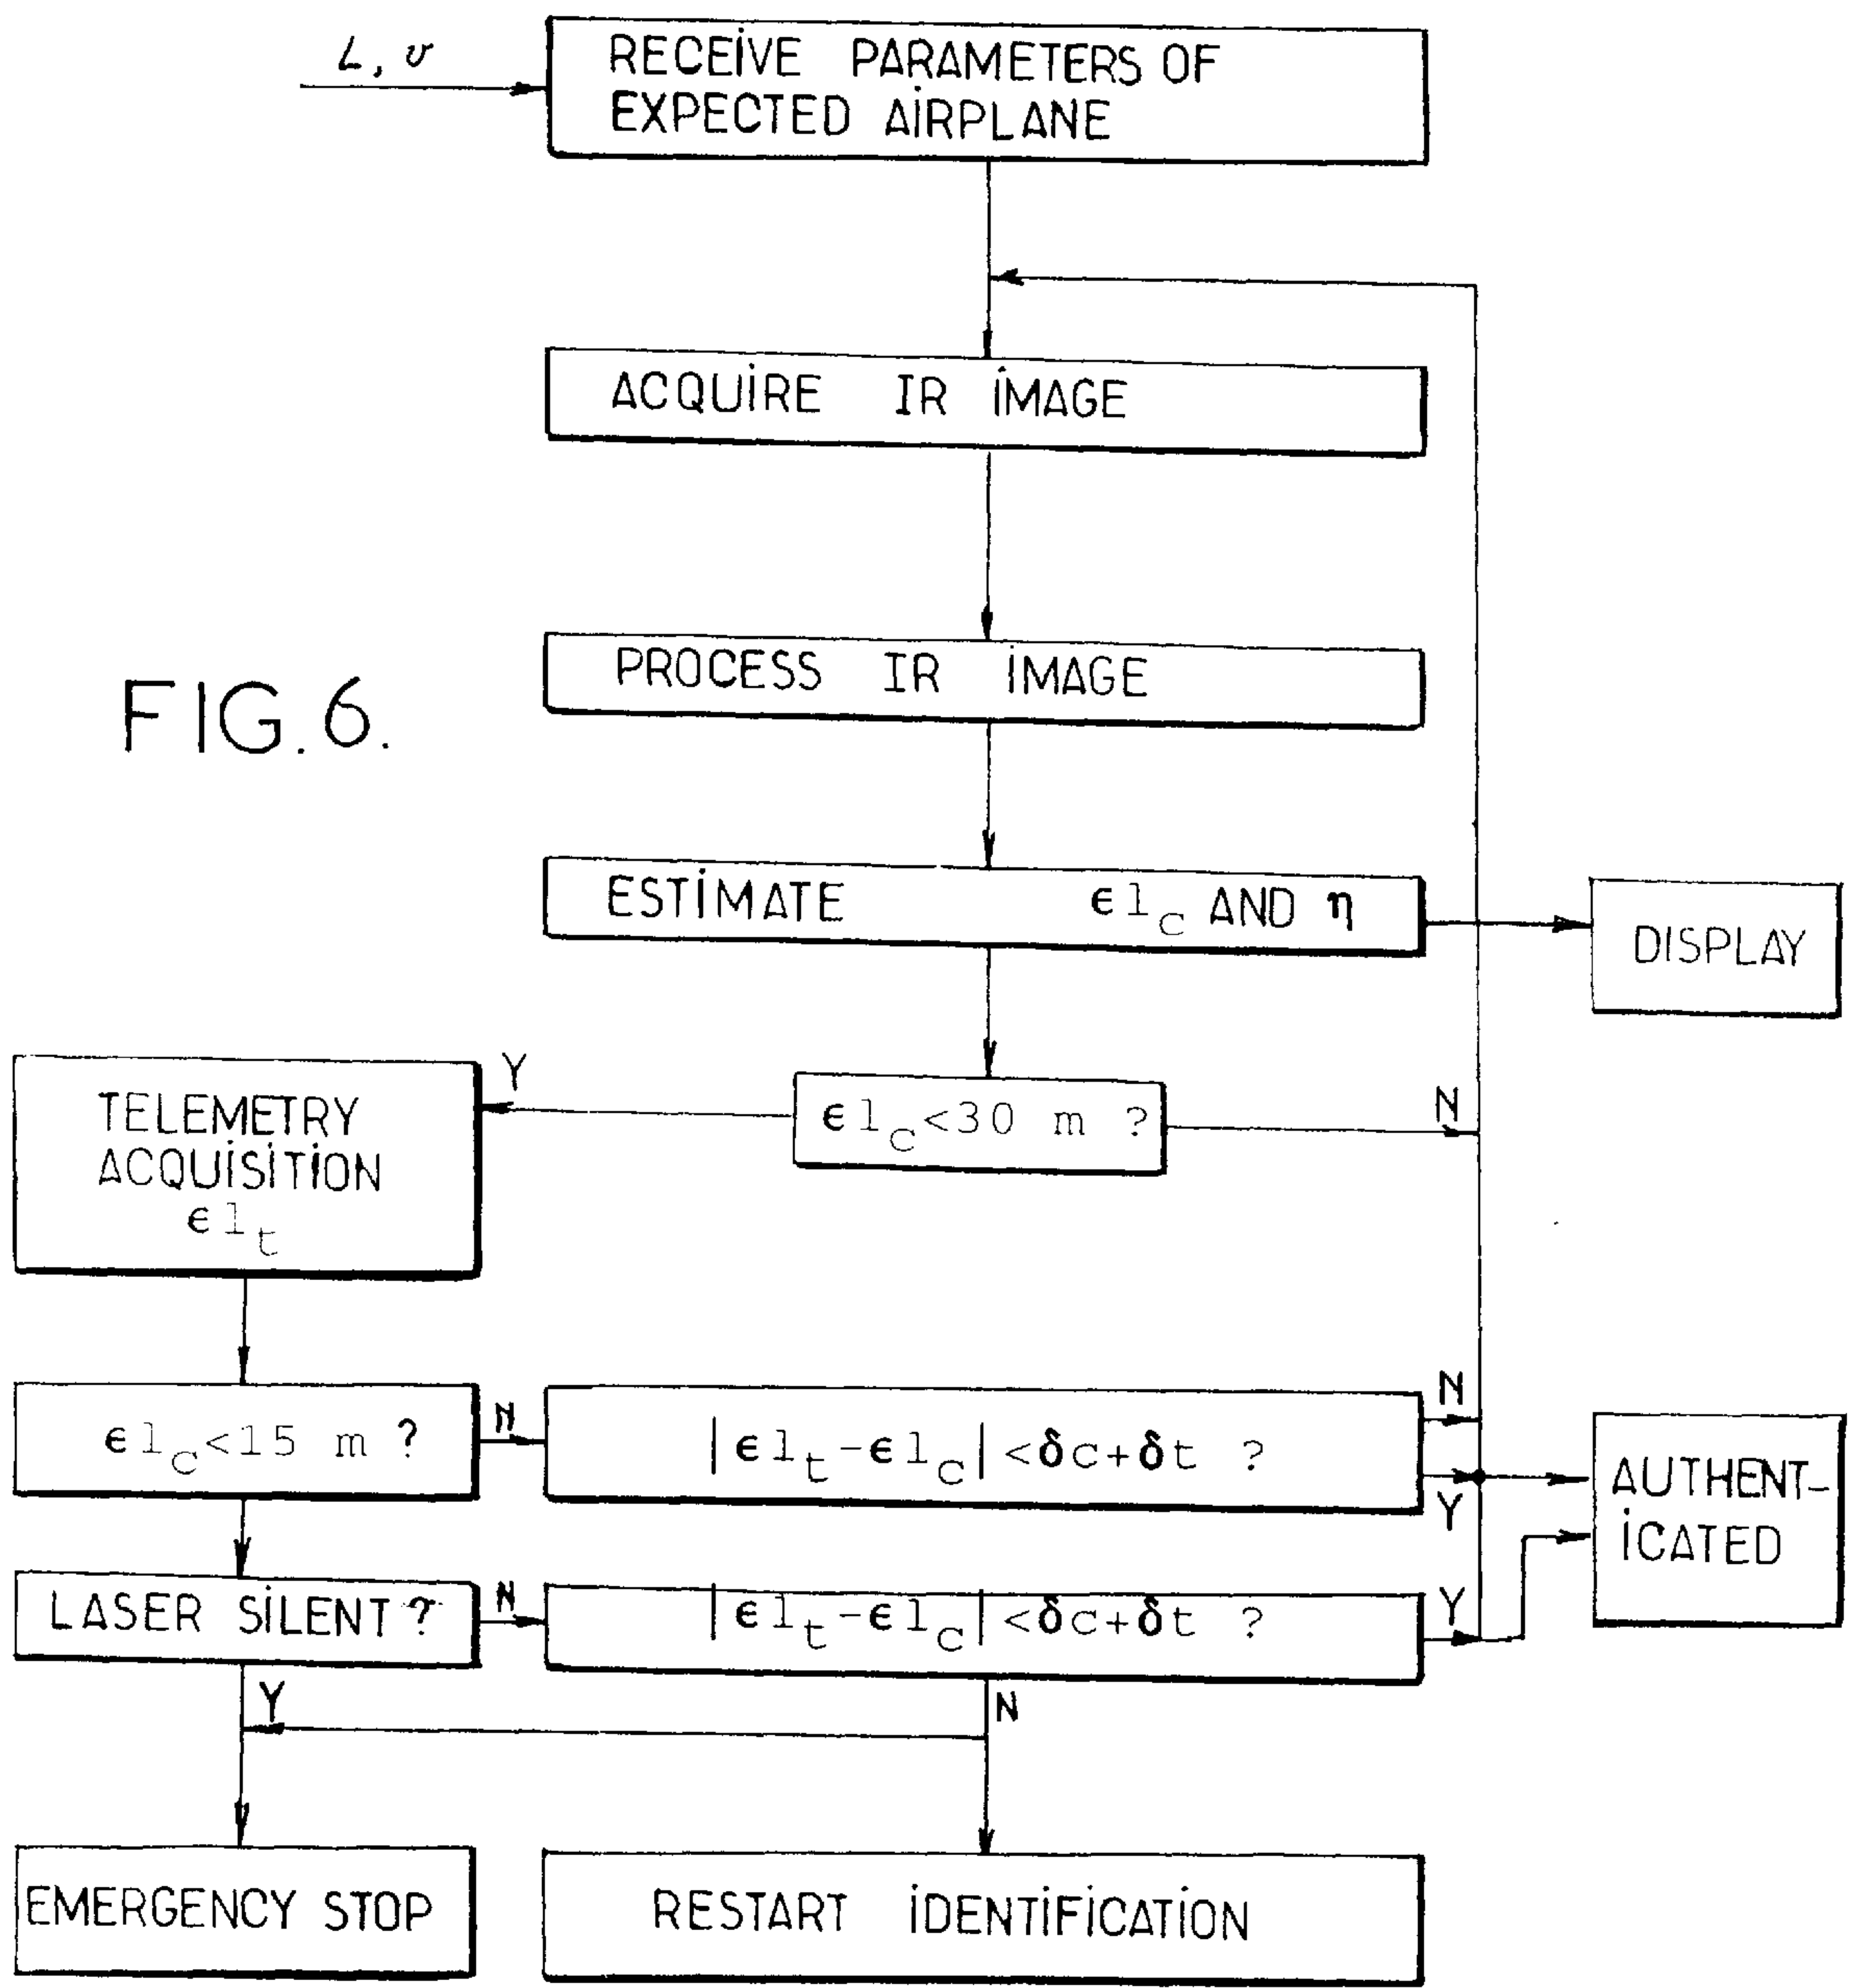 L, v
RECEIVE PARAMETERS OF
EXPECTED AIRPLANE
ACQUIRE IR IMAGE
PROCESS IR IMAGE
FIG.6.
ESTIMATE ϵl_c AND η
DISPLAY
Y
ϵl_c<30 m ?
N
TELEMETRY
ACQUISITION
ϵl_t
ϵl_c<15 m ?
N
|ϵl_t-ϵl_c|<δc+δt ?
N
Y
AUTHENT-
ICATED
LASER SILENT ?
N
|ϵl_t-ϵl_c|<δc+δt ?
Y
Y
N
EMERGENCY STOP
RESTART IDENTIFICATION